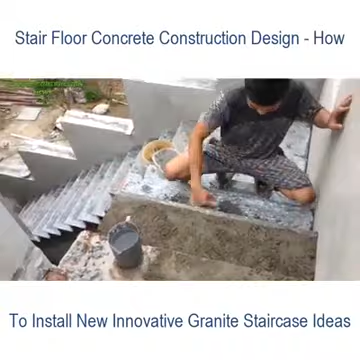 Stair Floor Concrete Construction Design - How
To Install New Innovative Granite Staircase Ideas